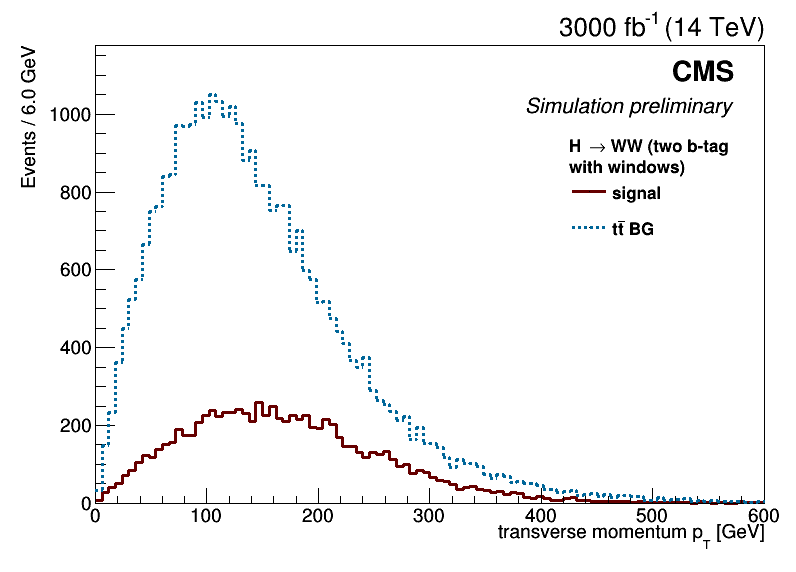 3000 fb⁻¹ (14 TeV)
CMS
Simulation preliminary
H → WW (two b-tag
with windows)
signal
tt̄ BG
Events / 6.0 GeV
1000
800
600
400
200
0
0 100 200 300 400 500 600
transverse momentum p_T [GeV]